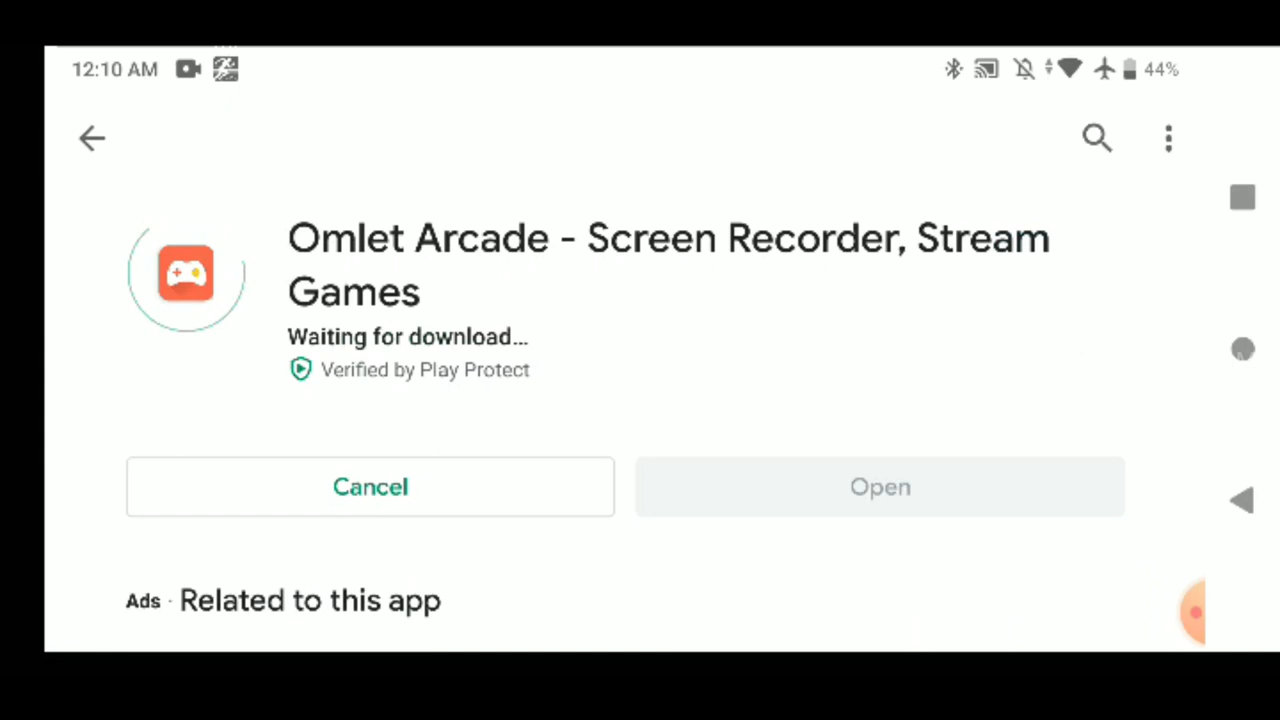 12:10 AM 44%
Omlet Arcade - Screen Recorder, Stream
Games
Waiting for download...
Verified by Play Protect
Cancel Open
Ads · Related to this app